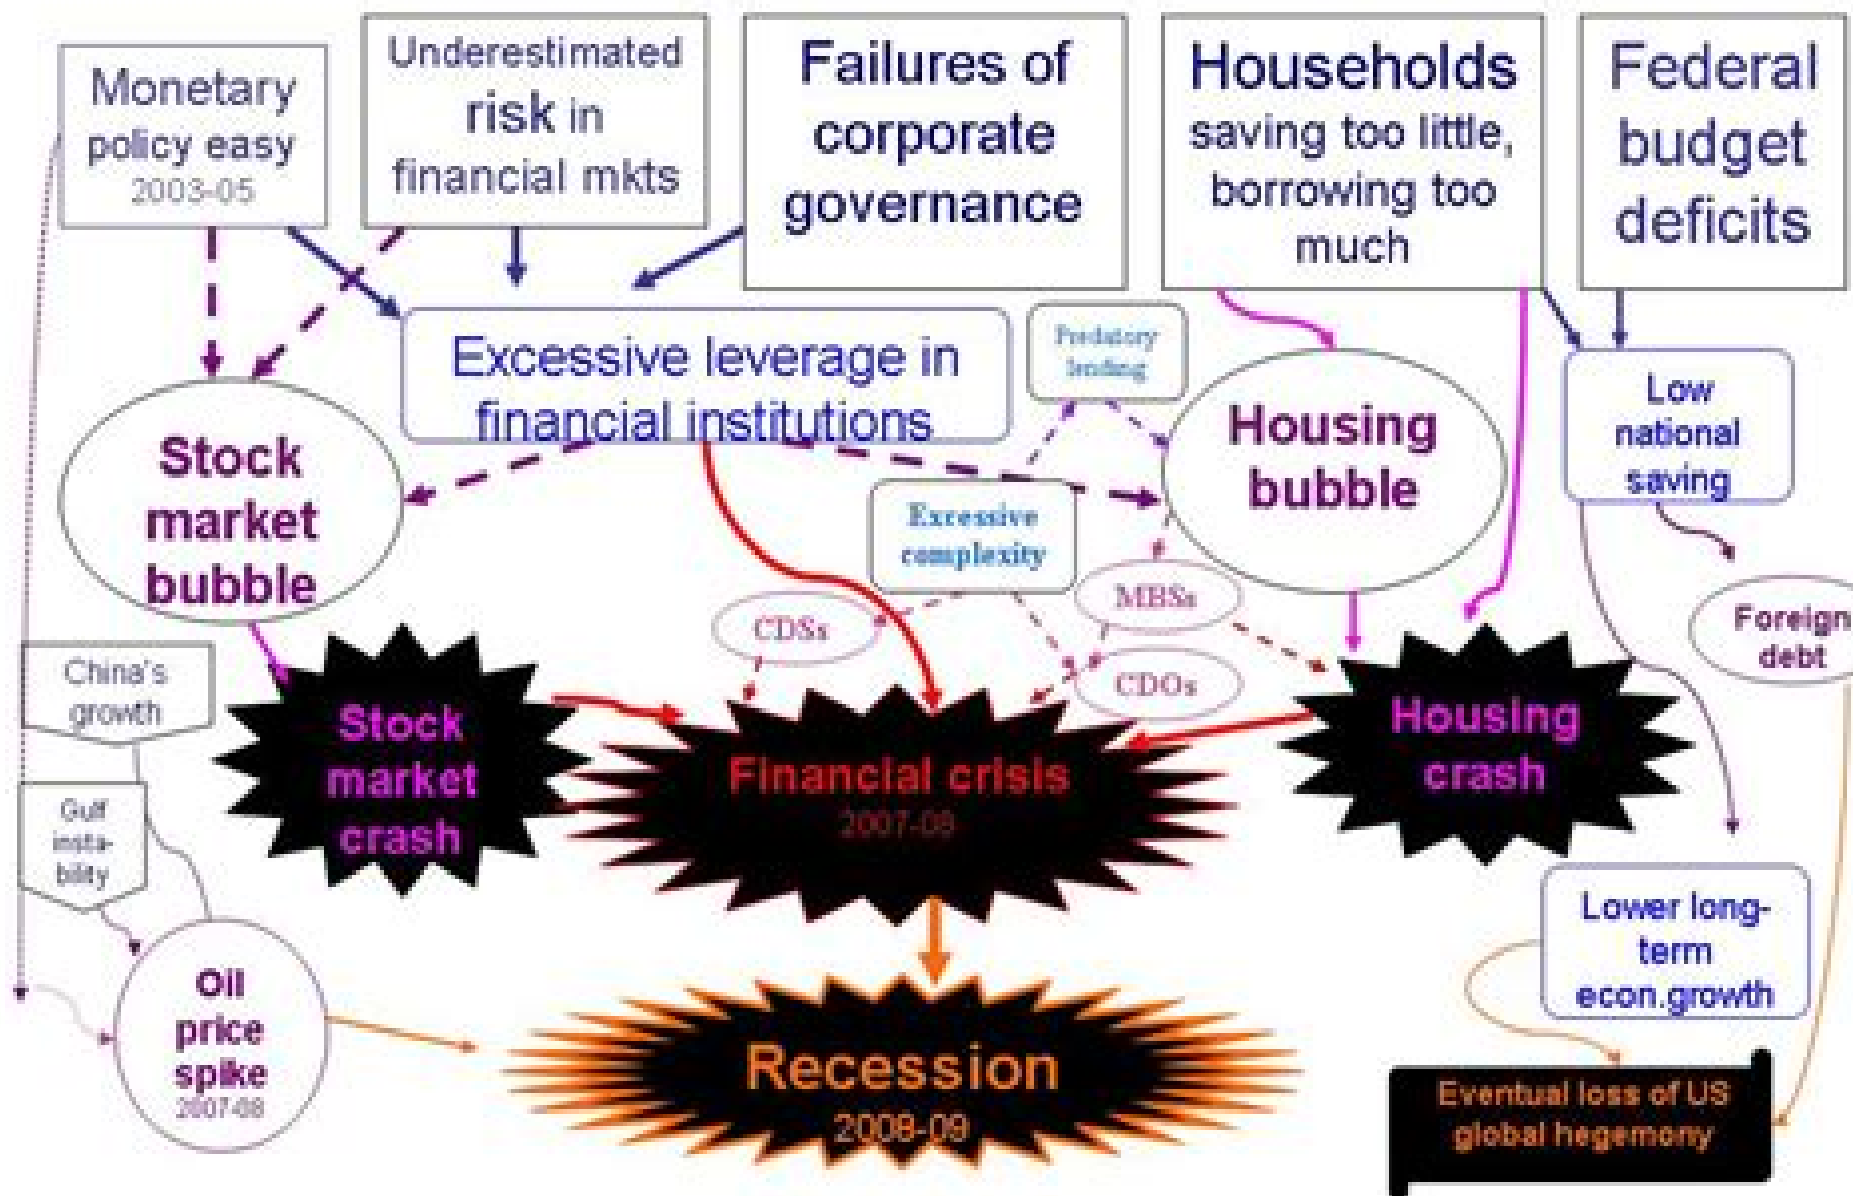 Monetary
policy easy
2003-05
Underestimated
risk in
financial mkts
Failures of
corporate
governance
Households
saving too little,
borrowing too
much
Federal
budget
deficits
Excessive leverage in
financial institutions
Predatory
lending
Stock
market
bubble
Housing
bubble
Low
national
saving
Excessive
complexity
MBSs
CDSs
CDOs
Foreign
debt
China's
growth
Stock
market
crash
Financial crisis
2007-08
Housing
crash
Gulf
insta-
bility
Lower long-
term
econ.growth
Oil
price
spike
2007-08
Recession
2008-09
Eventual loss of US
global hegemony